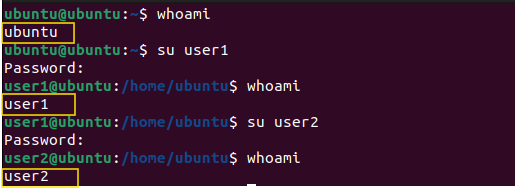 ubuntu@ubuntu:~$ whoami
ubuntu
ubuntu@ubuntu:~$ su user1
Password:
user1@ubuntu:/home/ubuntu$ whoami
user1
user1@ubuntu:/home/ubuntu$ su user2
Password:
user2@ubuntu:/home/ubuntu$ whoami
user2